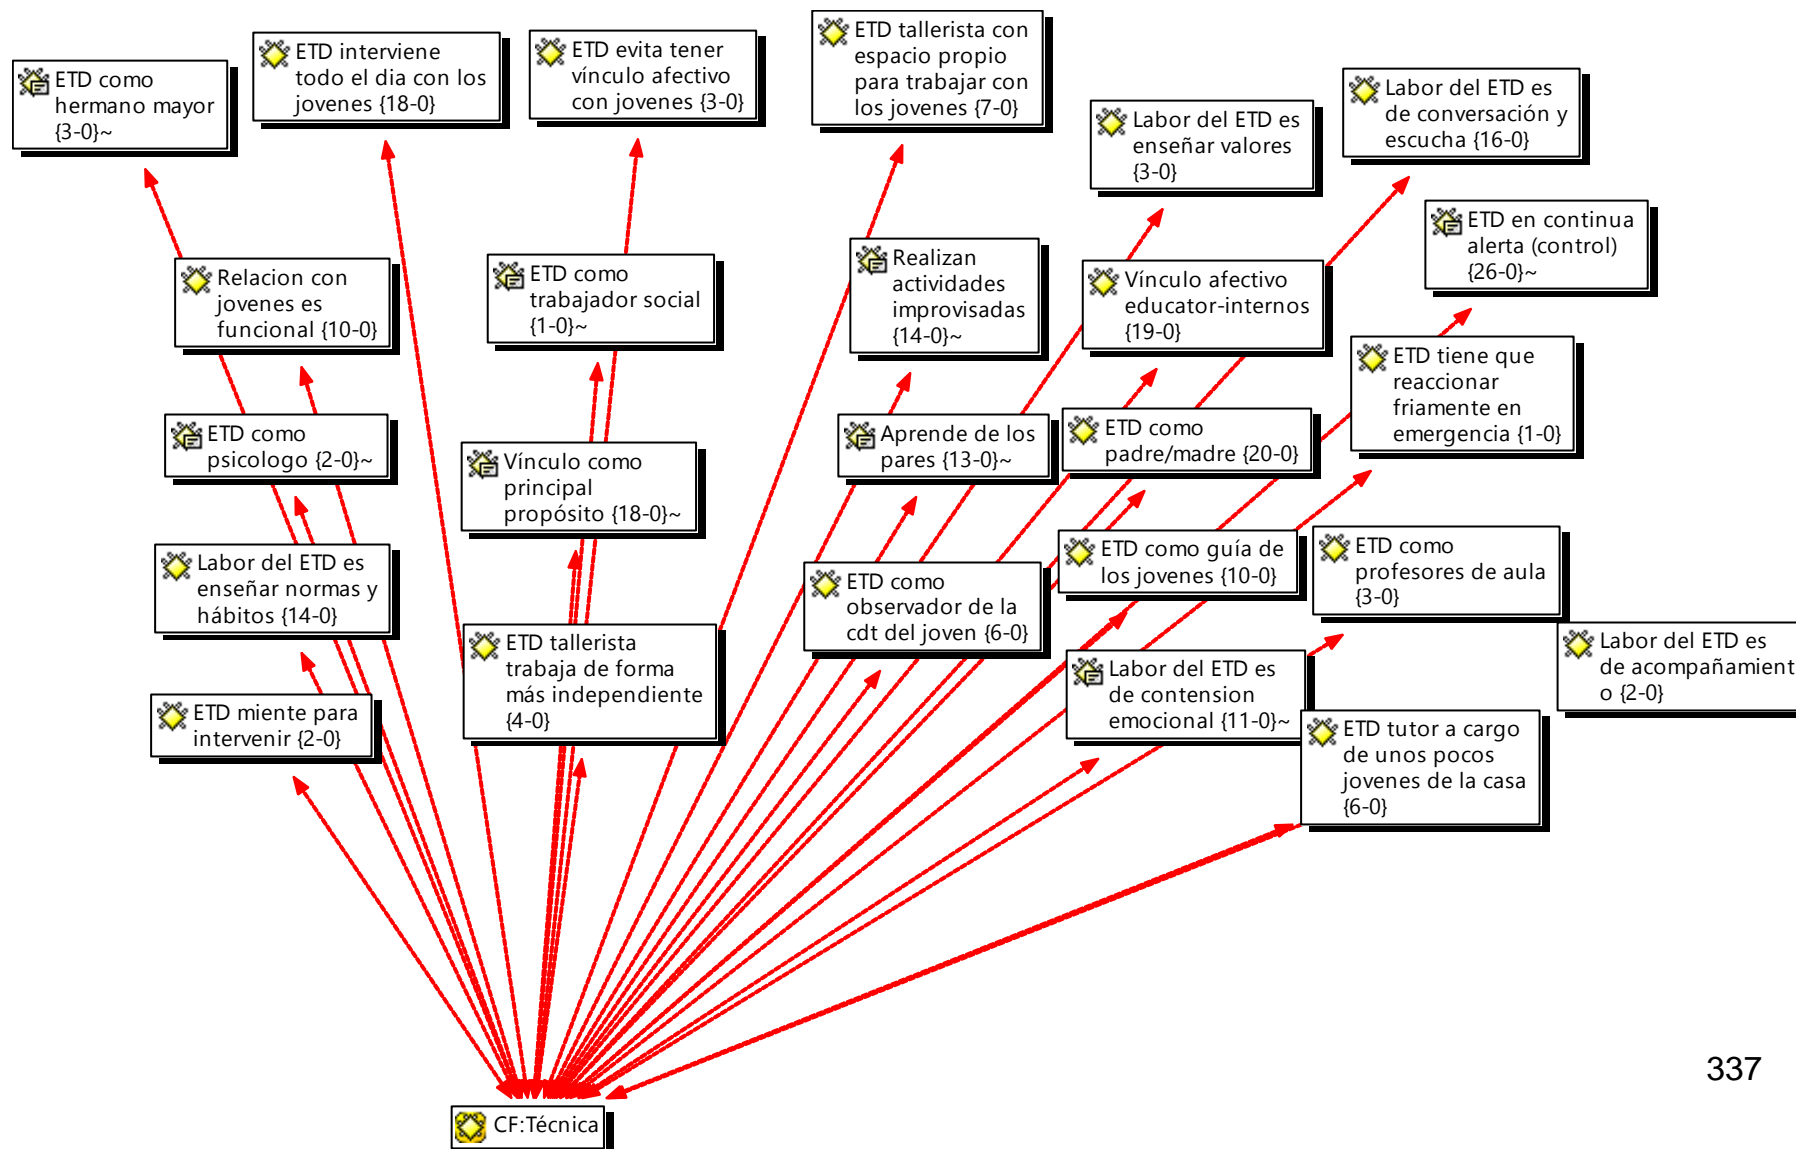 ETD como
hermano mayor
{3-0}~
ETD interviene
todo el dia con los
jovenes {18-0}
ETD evita tener
vínculo afectivo
con jovenes {3-0}
ETD tallerista con
espacio propio
para trabajar con
los jovenes {7-0}
Labor del ETD es
enseñar valores
{3-0}
Labor del ETD es
de conversación y
escucha {16-0}
ETD en continua
alerta (control)
{26-0}~
Relacion con
jovenes es
funcional {10-0}
ETD como
trabajador social
{1-0}~
Realizan
actividades
improvisadas
{14-0}~
Vínculo afectivo
educator-internos
{19-0}
ETD tiene que
reaccionar
friamente en
emergencia {1-0}
ETD como
psicologo {2-0}~
Vínculo como
principal
propósito {18-0}~
Aprende de los
pares {13-0}~
ETD como
padre/madre {20-0}
Labor del ETD es
enseñar normas y
hábitos {14-0}
ETD como
observador de la
cdt del joven {6-0}
ETD como guía de
los jovenes {10-0}
ETD como
profesores de aula
{3-0}
ETD tallerista
trabaja de forma
más independiente
{4-0}
Labor del ETD es
de contension
emocional {11-0}~
Labor del ETD es
de acompañamient
o {2-0}
ETD miente para
intervenir {2-0}
ETD tutor a cargo
de unos pocos
jovenes de la casa
{6-0}
CF:Técnica
337